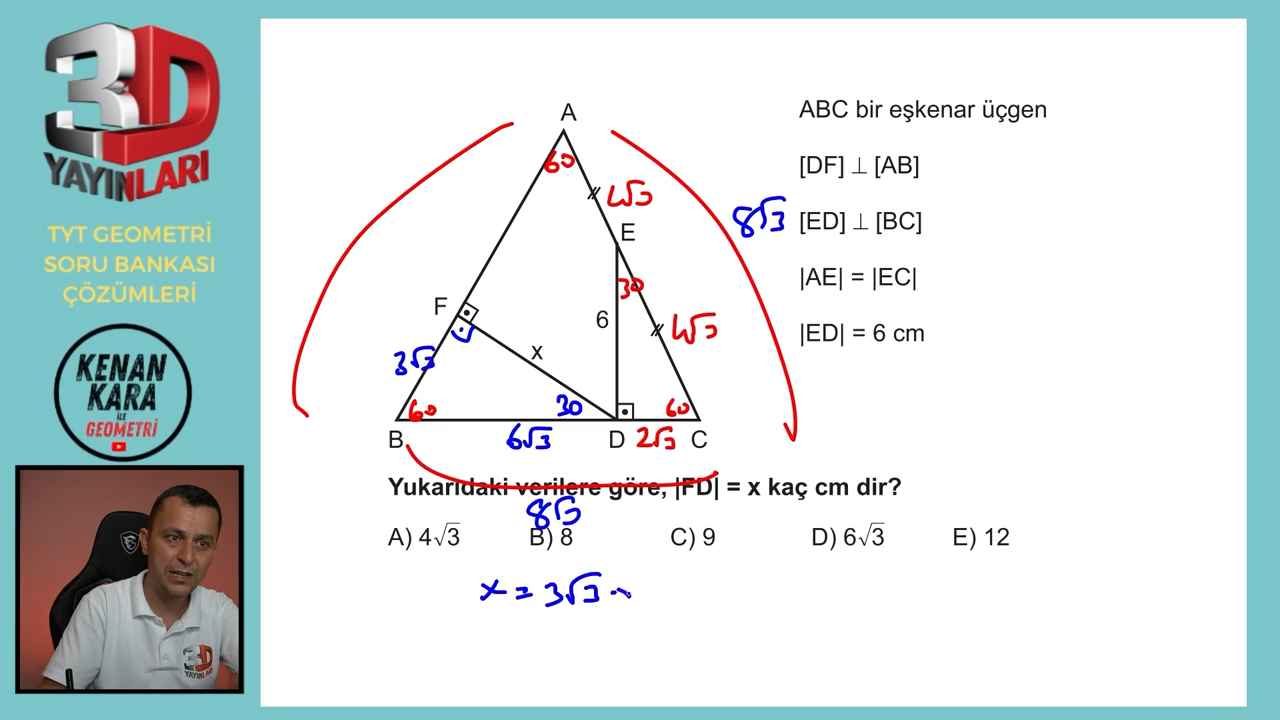 3D
YAYINLARI
TYT GEOMETRİ
SORU BANKASI
ÇÖZÜMLERİ
KENAN
KARA
İLE
GEOMETRİ
3D
YAYINLARI
ABC bir eşkenar üçgen
[DF] ⊥ [AB]
[ED] ⊥ [BC]
|AE| = |EC|
|ED| = 6 cm
A
60
4√3
8√3
E
30
F
6
4√3
x
3√3
60
30
60
B
6√3
D
2√3
C
Yukarıdaki verilere göre, |FD| = x kaç cm dir?
8√3
A) 4√3 B) 8 C) 9 D) 6√3 E) 12
x = 3√3 ·